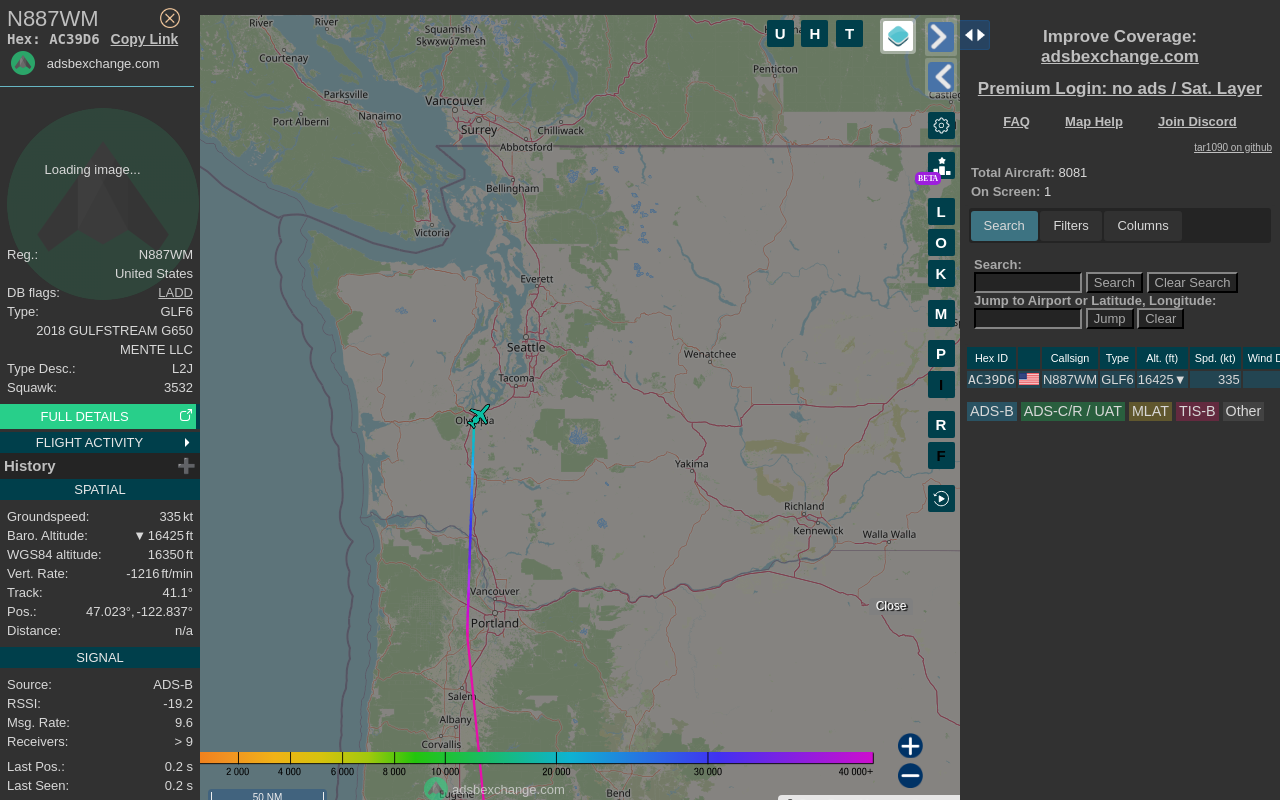 N887WM
Hex: AC39D6 Copy Link
adsbexchange.com
Loading image...
Reg.: N887WM
United States
DB flags: LADD
Type: GLF6
2018 GULFSTREAM G650
MENTE LLC
Type Desc.: L2J
Squawk: 3532
FULL DETAILS
FLIGHT ACTIVITY
History
SPATIAL
Groundspeed: 335 kt
Baro. Altitude: ▼ 16425 ft
WGS84 altitude: 16350 ft
Vert. Rate: -1216 ft/min
Track: 41.1°
Pos.: 47.023°, -122.837°
Distance: n/a
SIGNAL
Source: ADS-B
RSSI: -19.2
Msg. Rate: 9.6
Receivers: > 9
Last Pos.: 0.2 s
Last Seen: 0.2 s
River
River
Squamish /
Sḵwx̱wú7mesh
Courtenay
Penticton
Parksville
Vancouver
Nanaimo
Port Alberni
Surrey
Chilliwack
Abbotsford
Bellingham
Victoria
Everett
Seattle
Wenatchee
Tacoma
Yakima
Richland
Kennewick
Walla Walla
Vancouver
Portland
Salem
Albany
Corvallis
Eugene
Bend
U H T
BETA
L
O
K
M
P
I
R
F
Close
2 000 4 000 6 000 8 000 10 000 20 000 30 000 40 000+
adsbexchange.com
50 NM
Improve Coverage:
adsbexchange.com
Premium Login: no ads / Sat. Layer
FAQ Map Help Join Discord
tar1090 on github
Total Aircraft: 8081
On Screen: 1
Search Filters Columns
Search:
Search Clear Search
Jump to Airport or Latitude, Longitude:
Jump Clear
Hex ID Callsign Type Alt. (ft) Spd. (kt) Wind D
AC39D6 N887WM GLF6 16425▼ 335
ADS-B ADS-C/R / UAT MLAT TIS-B Other